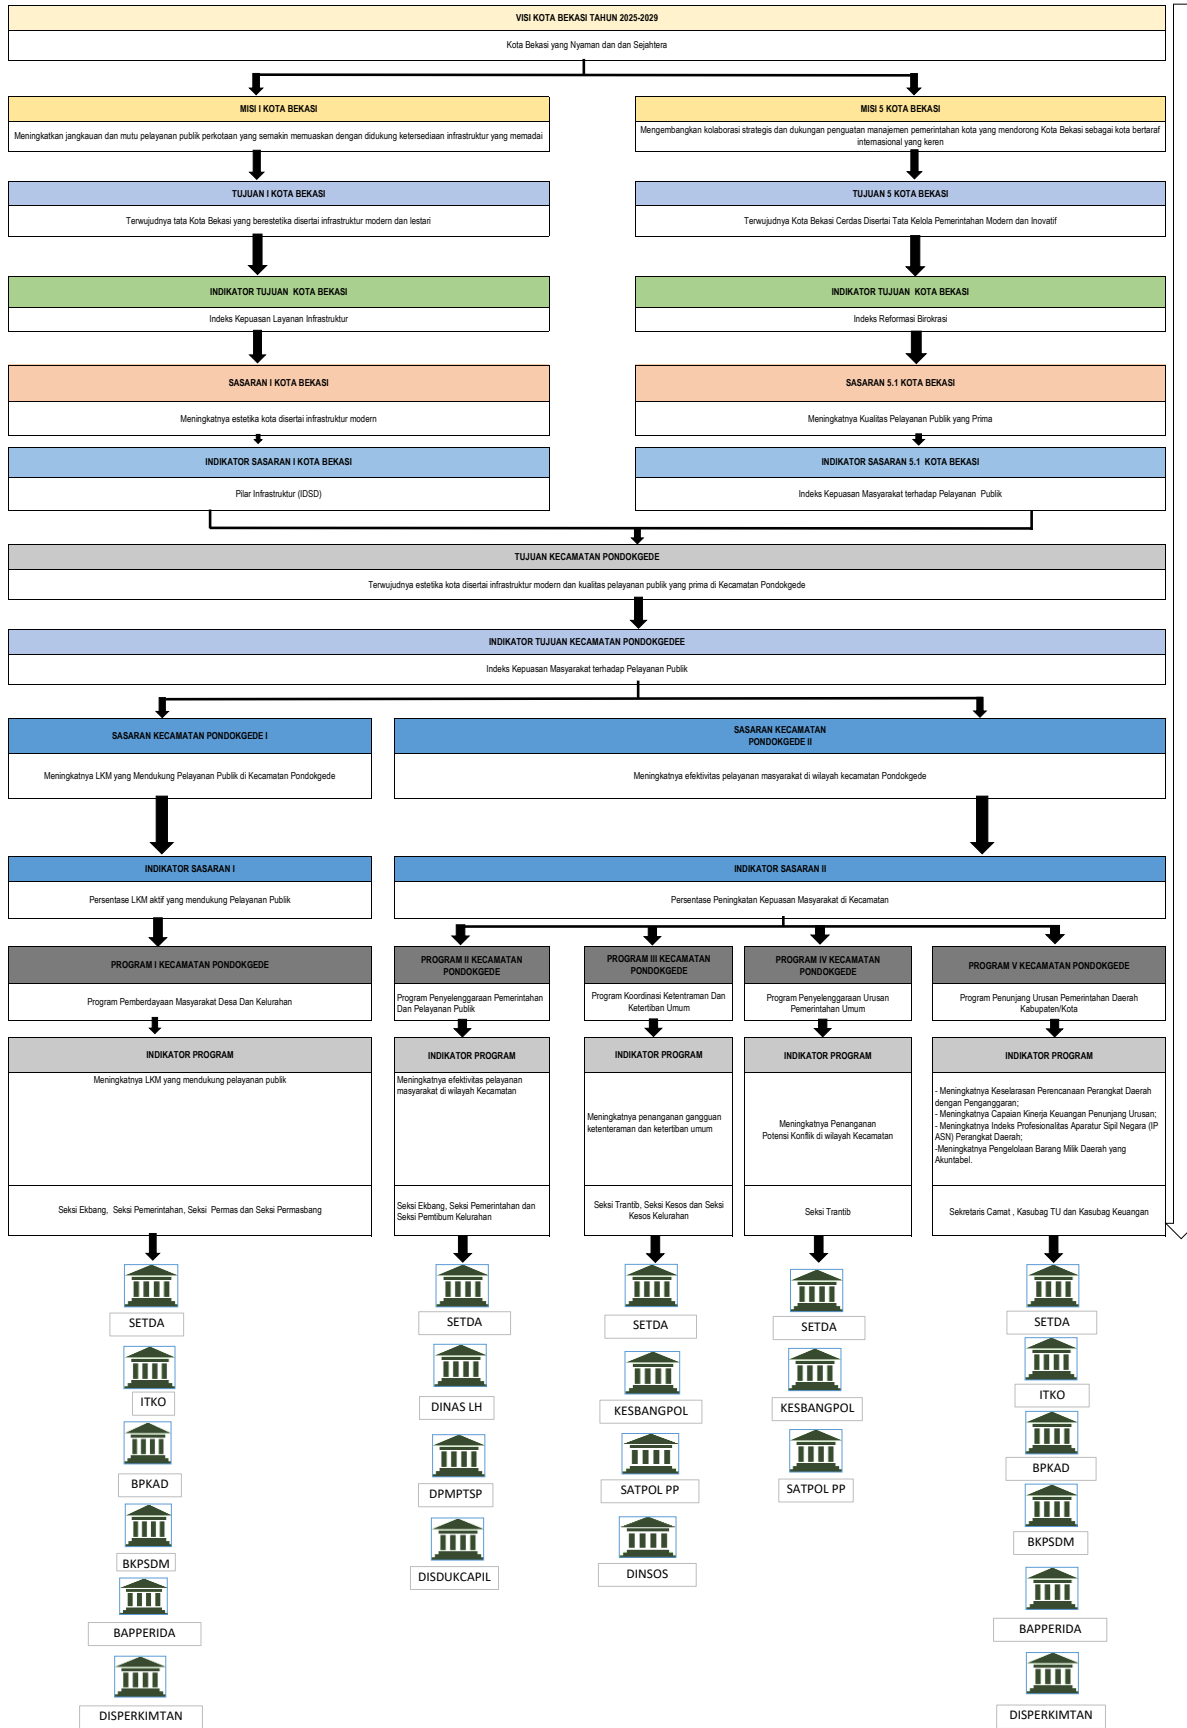 VISI KOTA BEKASI TAHUN 2025-2029
Kota Bekasi yang Nyaman dan dan Sejahtera
MISI I KOTA BEKASI
Meningkatkan jangkauan dan mutu pelayanan publik perkotaan yang semakin memuaskan dengan didukung ketersediaan infrastruktur yang memadai
MISI 5 KOTA BEKASI
Mengembangkan kolaborasi strategis dan dukungan penguatan manajemen pemerintahan kota yang mendorong Kota Bekasi sebagai kota bertaraf
internasional yang keren
TUJUAN I KOTA BEKASI
Terwujudnya tata Kota Bekasi yang berestetika disertai infrastruktur modern dan lestari
TUJUAN 5 KOTA BEKASI
Terwujudnya Kota Bekasi Cerdas Disertai Tata Kelola Pemerintahan Modern dan Inovatif
INDIKATOR TUJUAN KOTA BEKASI
Indeks Kepuasan Layanan Infrastruktur
INDIKATOR TUJUAN KOTA BEKASI
Indeks Reformasi Birokrasi
SASARAN I KOTA BEKASI
Meningkatnya estetika kota disertai infrastruktur modern
SASARAN 5.1 KOTA BEKASI
Meningkatnya Kualitas Pelayanan Publik yang Prima
INDIKATOR SASARAN I KOTA BEKASI
Pilar Infrastruktur (IDSD)
INDIKATOR SASARAN 5.1 KOTA BEKASI
Indeks Kepuasan Masyarakat terhadap Pelayanan Publik
TUJUAN KECAMATAN PONDOKGEDE
Terwujudnya estetika kota disertai infrastruktur modern dan kualitas pelayanan publik yang prima di Kecamatan Pondokgede
INDIKATOR TUJUAN KECAMATAN PONDOKGEDEE
Indeks Kepuasan Masyarakat terhadap Pelayanan Publik
SASARAN KECAMATAN PONDOKGEDE I
Meningkatnya LKM yang Mendukung Pelayanan Publik di Kecamatan Pondokgede
SASARAN KECAMATAN
PONDOKGEDE II
Meningkatnya efektivitas pelayanan masyarakat di wilayah kecamatan Pondokgede
INDIKATOR SASARAN I
Persentase LKM aktif yang mendukung Pelayanan Publik
INDIKATOR SASARAN II
Persentase Peningkatan Kepuasan Masyarakat di Kecamatan
PROGRAM I KECAMATAN PONDOKGEDE
Program Pemberdayaan Masyarakat Desa Dan Kelurahan
INDIKATOR PROGRAM
Meningkatnya LKM yang mendukung pelayanan publik
Seksi Ekbang, Seksi Pemerintahan, Seksi Permas dan Seksi Permasbang
PROGRAM II KECAMATAN
PONDOKGEDE
Program Penyelenggaraan Pemerintahan
Dan Pelayanan Publik
INDIKATOR PROGRAM
Meningkatnya efektivitas pelayanan
masyarakat di wilayah Kecamatan
Seksi Ekbang, Seksi Pemerintahan dan
Seksi Pemtibum Kelurahan
PROGRAM III KECAMATAN
PONDOKGEDE
Program Koordinasi Ketentraman Dan
Ketertiban Umum
INDIKATOR PROGRAM
Meningkatnya penanganan gangguan
ketenteraman dan ketertiban umum
Seksi Trantib, Seksi Kesos dan Seksi
Kesos Kelurahan
PROGRAM IV KECAMATAN
PONDOKGEDE
Program Penyelenggaraan Urusan
Pemerintahan Umum
INDIKATOR PROGRAM
Meningkatnya Penanganan
Potensi Konflik di wilayah Kecamatan
Seksi Trantib
PROGRAM V KECAMATAN PONDOKGEDE
Program Penunjang Urusan Pemerintahan Daerah
Kabupaten/Kota
INDIKATOR PROGRAM
- Meningkatnya Keselarasan Perencanaan Perangkat Daerah
dengan Penganggaran;
- Meningkatnya Capaian Kinerja Keuangan Penunjang Urusan;
- Meningkatnya Indeks Profesionalitas Aparatur Sipil Negara (IP
ASN) Perangkat Daerah;
-Meningkatnya Pengelolaan Barang Milik Daerah yang
Akuntabel.
Sekretaris Camat , Kasubag TU dan Kasubag Keuangan
SETDA
ITKO
BPKAD
BKPSDM
BAPPERIDA
DISPERKIMTAN
SETDA
DINAS LH
DPMPTSP
DISDUKCAPIL
SETDA
KESBANGPOL
SATPOL PP
DINSOS
SETDA
KESBANGPOL
SATPOL PP
SETDA
ITKO
BPKAD
BKPSDM
BAPPERIDA
DISPERKIMTAN